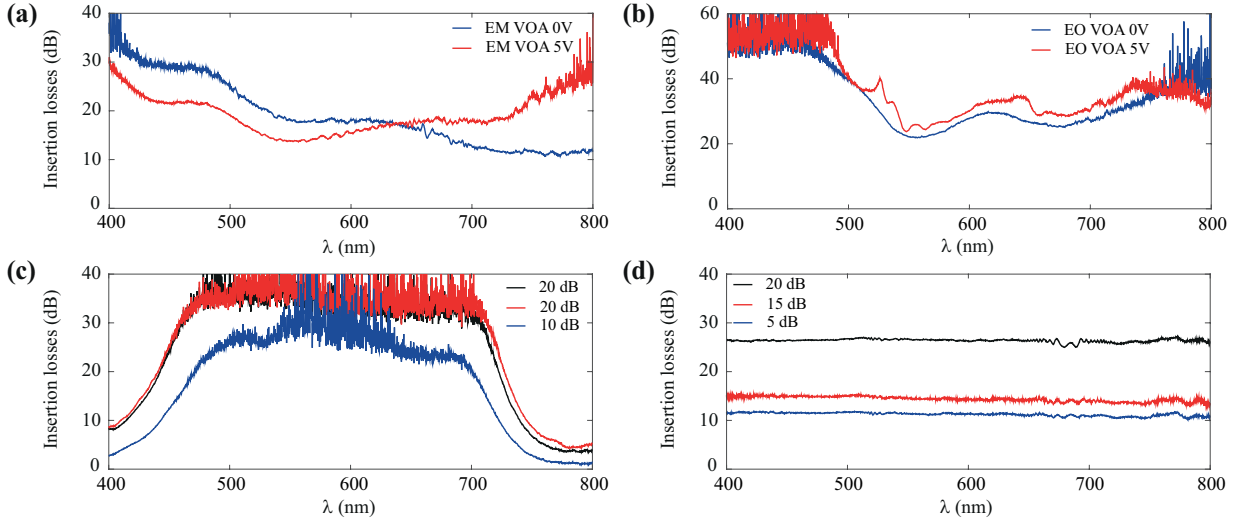 (a)
Insertion losses (dB)
40
30
20
10
0
EM VOA 0V
EM VOA 5V
400 500 600 700 800
λ (nm)
(b)
Insertion losses (dB)
60
40
20
0
EO VOA 0V
EO VOA 5V
400 500 600 700 800
λ (nm)
(c)
Insertion losses (dB)
40
30
20
10
0
20 dB
20 dB
10 dB
400 500 600 700 800
λ (nm)
(d)
Insertion losses (dB)
40
30
20
10
0
20 dB
15 dB
5 dB
400 500 600 700 800
λ (nm)